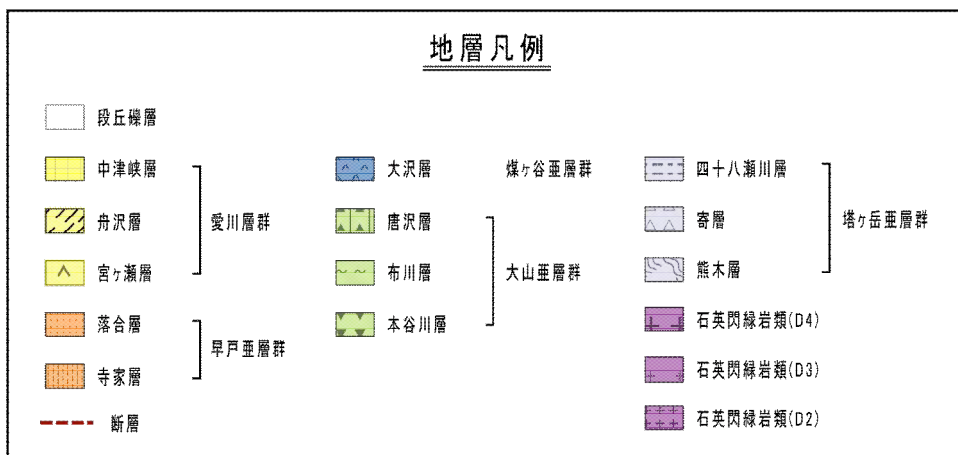 地層凡例
段丘礫層
中津峡層
舟沢層
宮ヶ瀬層
愛川層群
落合層
寺家層
早戸亜層群
断層
大沢層
煤ヶ谷亜層群
唐沢層
布川層
本谷川層
大山亜層群
四十八瀬川層
寄層
熊木層
塔ヶ岳亜層群
石英閃緑岩類(D4)
石英閃緑岩類(D3)
石英閃緑岩類(D2)